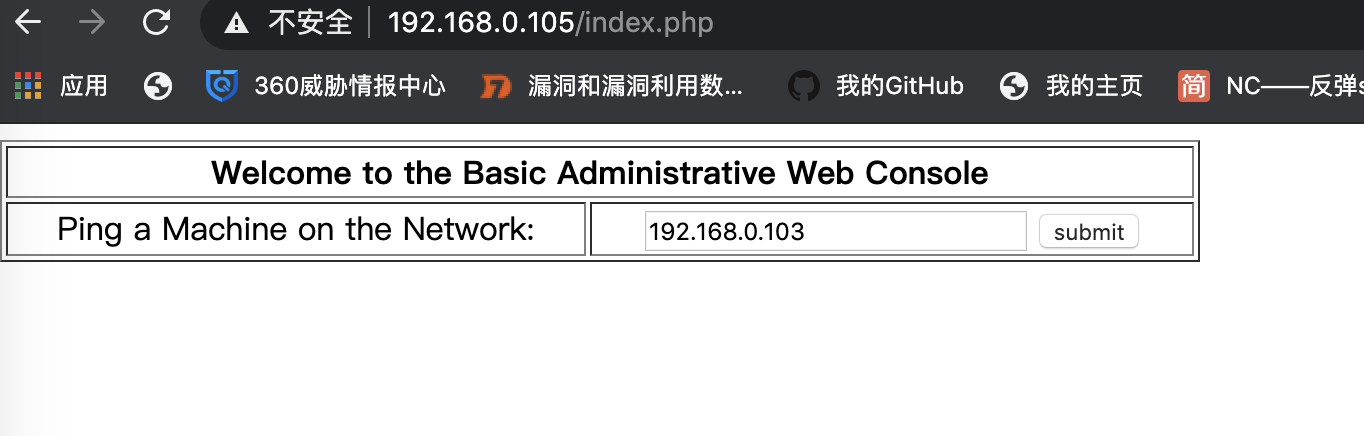 不安全 192.168.0.105/index.php
应用 360威胁情报中心 漏洞和漏洞利用数... 我的GitHub 我的主页 简 NC——反弹s
Welcome to the Basic Administrative Web Console
Ping a Machine on the Network: 192.168.0.103 submit